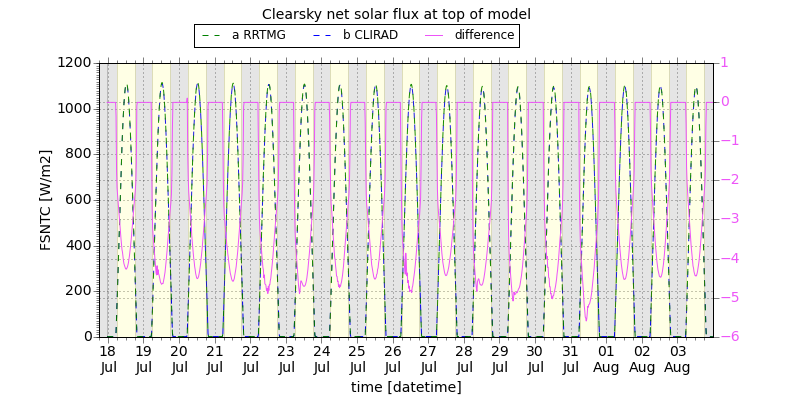 Clearsky net solar flux at top of model
a RRTMG b CLIRAD difference
1200
1000
800
600
400
200
0
FSNTC [W/m2]
1
0
−1
−2
−3
−4
−5
−6
18 19 20 21 22 23 24 25 26 27 28 29 30 31 01 02 03
Jul Jul Jul Jul Jul Jul Jul Jul Jul Jul Jul Jul Jul Jul Aug Aug Aug
time [datetime]